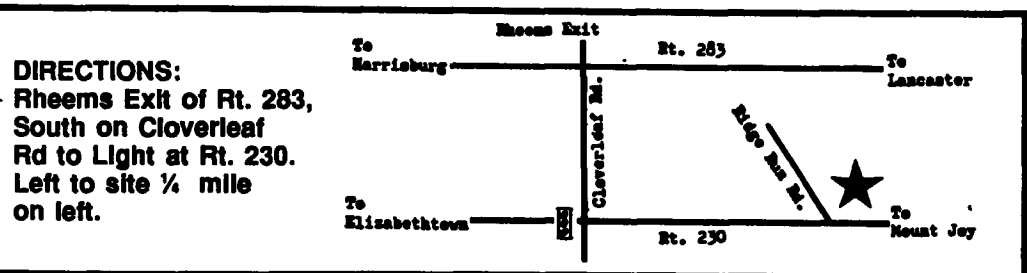 DIRECTIONS:
Rheems Exit of Rt. 283,
South on Cloverleaf
Rd to Light at Rt. 230.
Left to site ¼ mile
on left.
Rheems Exit
To
Harrisburg
Rt. 283
To
Lancaster
Cloverleaf Rd.
Ridge Run Rd.
To
Elizabethtown
Rt. 230
To
Mount Joy